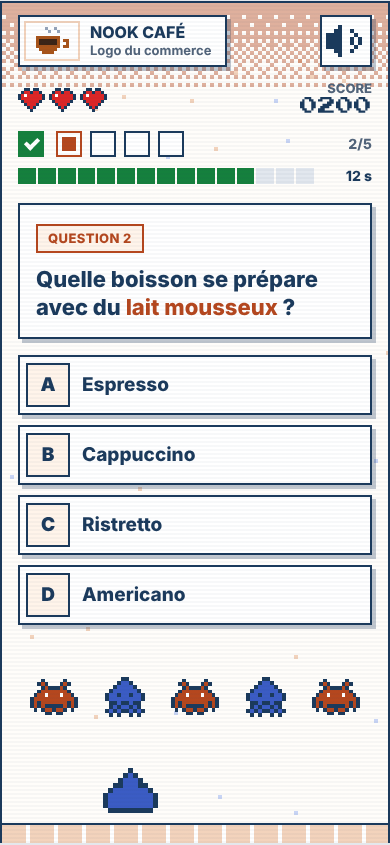 NOOK CAFÉ
Logo du commerce
SCORE
0200
2/5
12 s
QUESTION 2
Quelle boisson se prépare
avec du lait mousseux ?
A Espresso
B Cappuccino
C Ristretto
D Americano